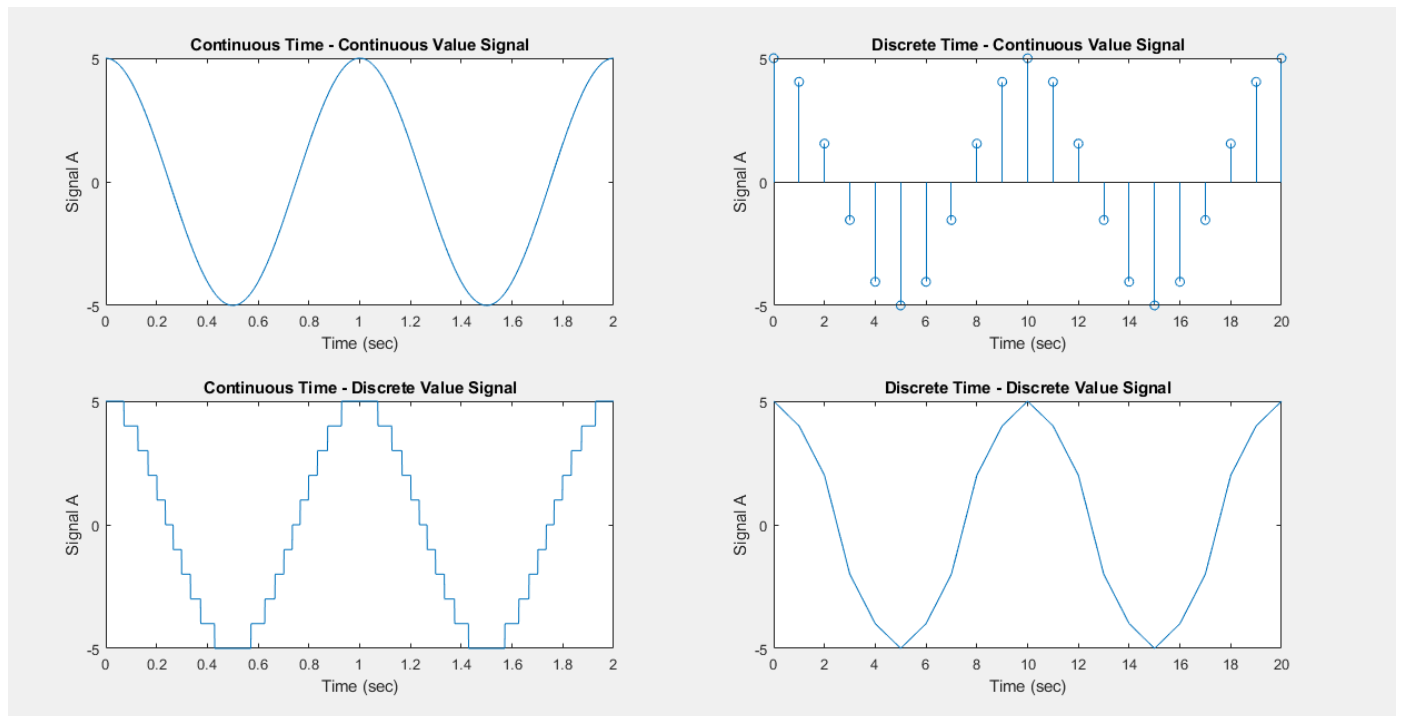 Continuous Time - Continuous Value Signal
5
0
-5
Signal A
0 0.2 0.4 0.6 0.8 1 1.2 1.4 1.6 1.8 2
Time (sec)
Discrete Time - Continuous Value Signal
5
0
-5
Signal A
0 2 4 6 8 10 12 14 16 18 20
Time (sec)
Continuous Time - Discrete Value Signal
5
0
-5
Signal A
0 0.2 0.4 0.6 0.8 1 1.2 1.4 1.6 1.8 2
Time (sec)
Discrete Time - Discrete Value Signal
5
0
-5
Signal A
0 2 4 6 8 10 12 14 16 18 20
Time (sec)